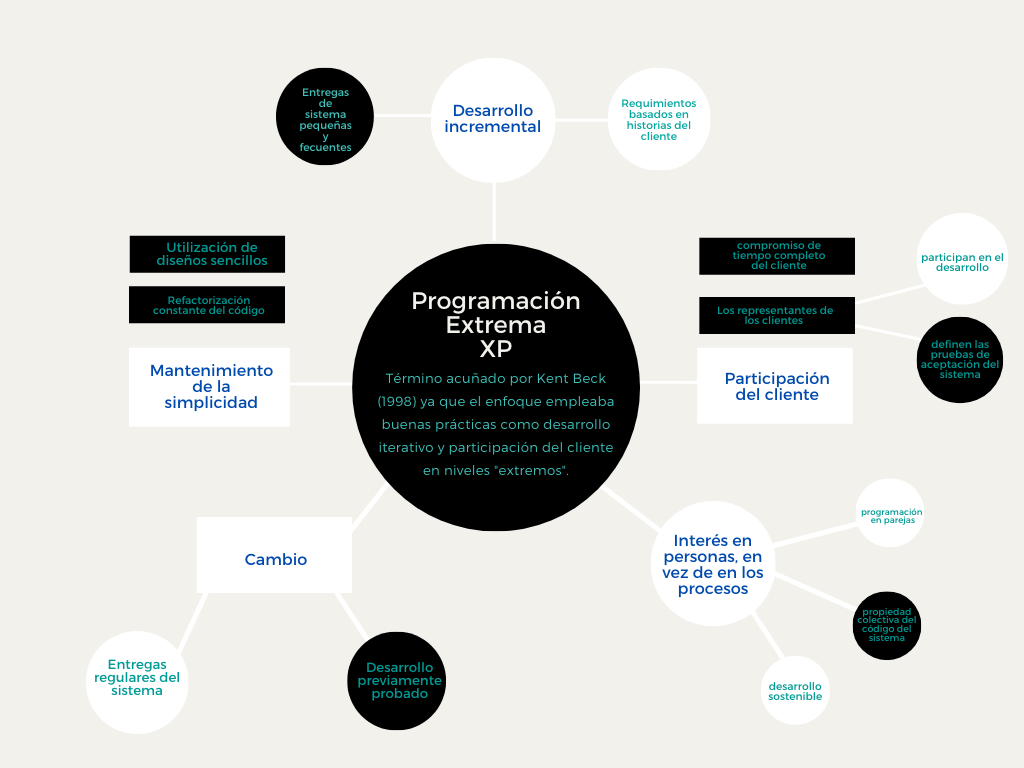 Entregas
de
sistema
pequeñas
y
fecuentes
Desarrollo
incremental
Requimientos
basados en
historias del
cliente
Utilización de
diseños sencillos
Refactorización
constante del código
Mantenimiento
de la
simplicidad
Programación
Extrema
XP
Término acuñado por Kent Beck
(1998) ya que el enfoque empleaba
buenas prácticas como desarrollo
iterativo y participación del cliente
en niveles "extremos".
compromiso de
tiempo completo
del cliente
Los representantes de
los clientes
Participación
del cliente
participan en el
desarrollo
definen las
pruebas de
aceptación del
sistema
Cambio
Entregas
regulares del
sistema
Desarrollo
previamente
probado
Interés en
personas, en
vez de en los
procesos
programación
en parejas
propiedad
colectiva del
código del
sistema
desarrollo
sostenible